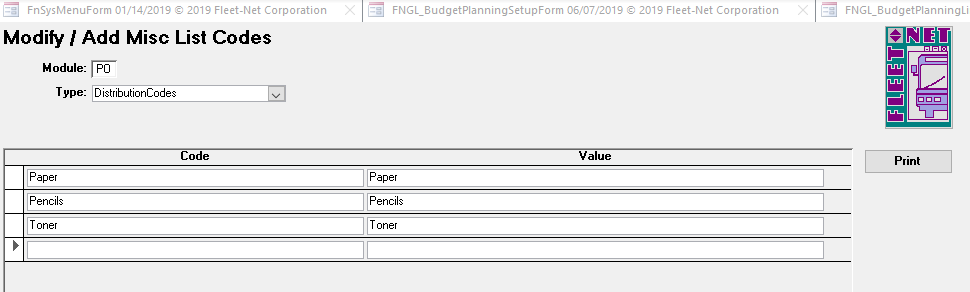 FnSysMenuForm 01/14/2019 © 2019 Fleet-Net Corporation
FNGL_BudgetPlanningSetupForm 06/07/2019 © 2019 Fleet-Net Corporation
FNGL_BudgetPlanningLi
Modify / Add Misc List Codes
FLEET
NET
Module: PO
Type: DistributionCodes
Code Value
Print
Paper Paper
Pencils Pencils
Toner Toner